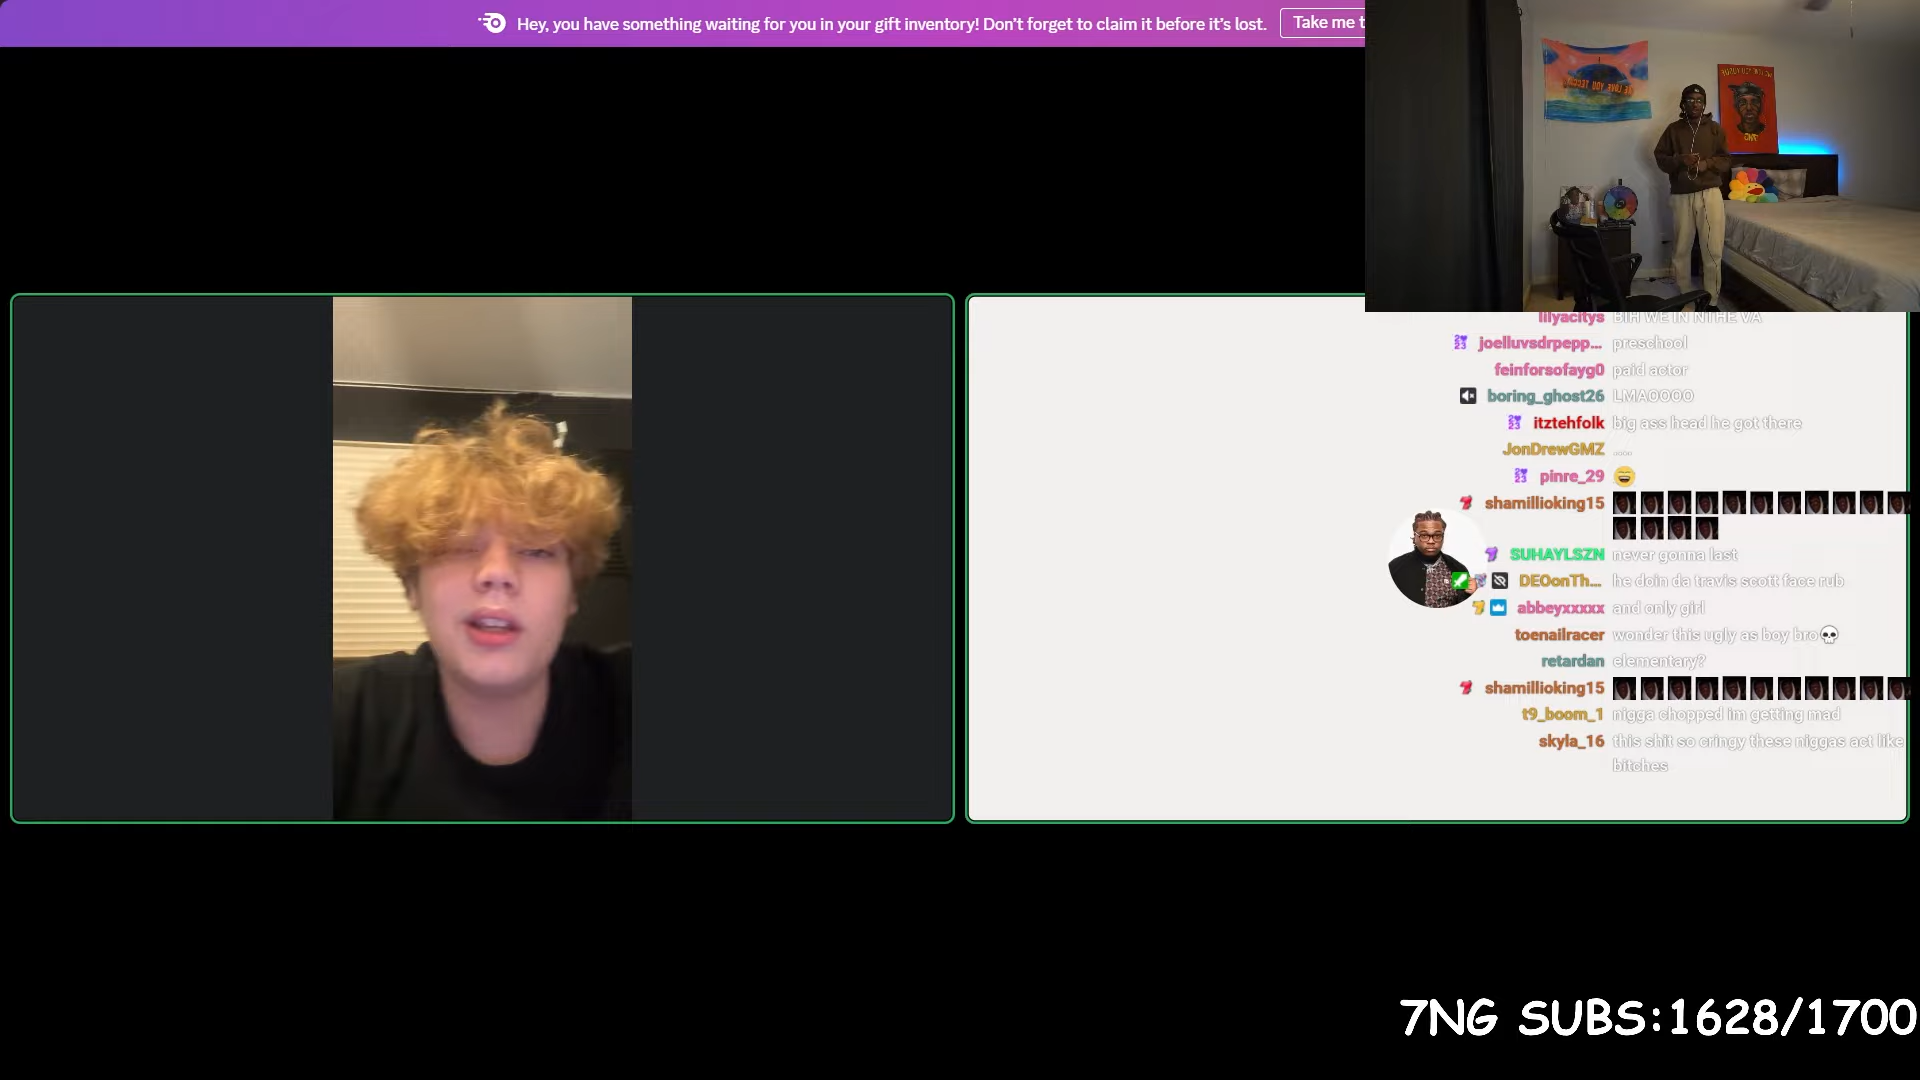 Hey, you have something waiting for you in your gift inventory! Don't forget to claim it before it's lost.
Take me t
lilyacitys BIH WE IN NTHE VA
joelluvsdrpepp... preschool
feinforsofayg0 paid actor
boring_ghost26 LMAOOOO
itztehfolk big ass head he got there
JonDrewGMZ .....
pinre_29
shamillioking15
SUHAYLSZN never gonna last
DEOonTh... he doin da travis scott face rub
abbeyxxxxx and only girl
toenailracer wonder this ugly as boy bro
retardan elementary?
shamillioking15
t9_boom_1 nigga chopped im getting mad
skyla_16 this shit so cringy these niggas act like
bitches
7NG SUBS:1628/1700